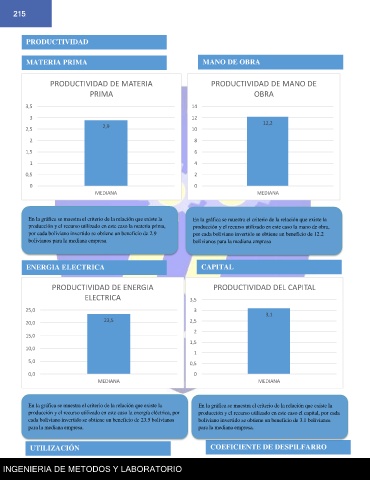 215
PRODUCTIVIDAD
MATERIA PRIMA
MANO DE OBRA
PRODUCTIVIDAD DE MATERIA
PRIMA
3,5
3
2,5
2
1,5
1
0,5
0
2,9
MEDIANA
PRODUCTIVIDAD DE MANO DE
OBRA
14
12
10
8
6
4
2
0
12,2
MEDIANA
En la gráfica se muestra el criterio de la relación que existe la
producción y el recurso utilizado en este caso la materia prima,
por cada boliviano invertido se obtiene un beneficio de 2.9
bolivianos para la mediana empresa
En la gráfica se muestra el criterio de la relación que existe la
producción y el recurso utilizado en este caso la mano de obra,
por cada boliviano invertido se obtiene un beneficio de 12.2
bolivianos para la mediana empresa
ENERGIA ELECTRICA
CAPITAL
PRODUCTIVIDAD DE ENERGIA
ELECTRICA
25,0
20,0
15,0
10,0
5,0
0,0
23,5
MEDIANA
PRODUCTIVIDAD DEL CAPITAL
3,5
3
2,5
2
1,5
1
0,5
0
3,1
MEDIANA
En la gráfica se muestra el criterio de la relación que existe la
producción y el recurso utilizado en este caso la energía eléctrica, por
cada boliviano invertido se obtiene un beneficio de 23.5 bolivianos
para la mediana empresa.
En la gráfica se muestra el criterio de la relación que existe la
producción y el recurso utilizado en este caso el capital, por cada
boliviano invertido se obtiene un beneficio de 3.1 bolivianos
para la mediana empresa.
UTILIZACIÓN
COEFICIENTE DE DESPILFARRO
INGENIERIA DE METODOS Y LABORATORIO